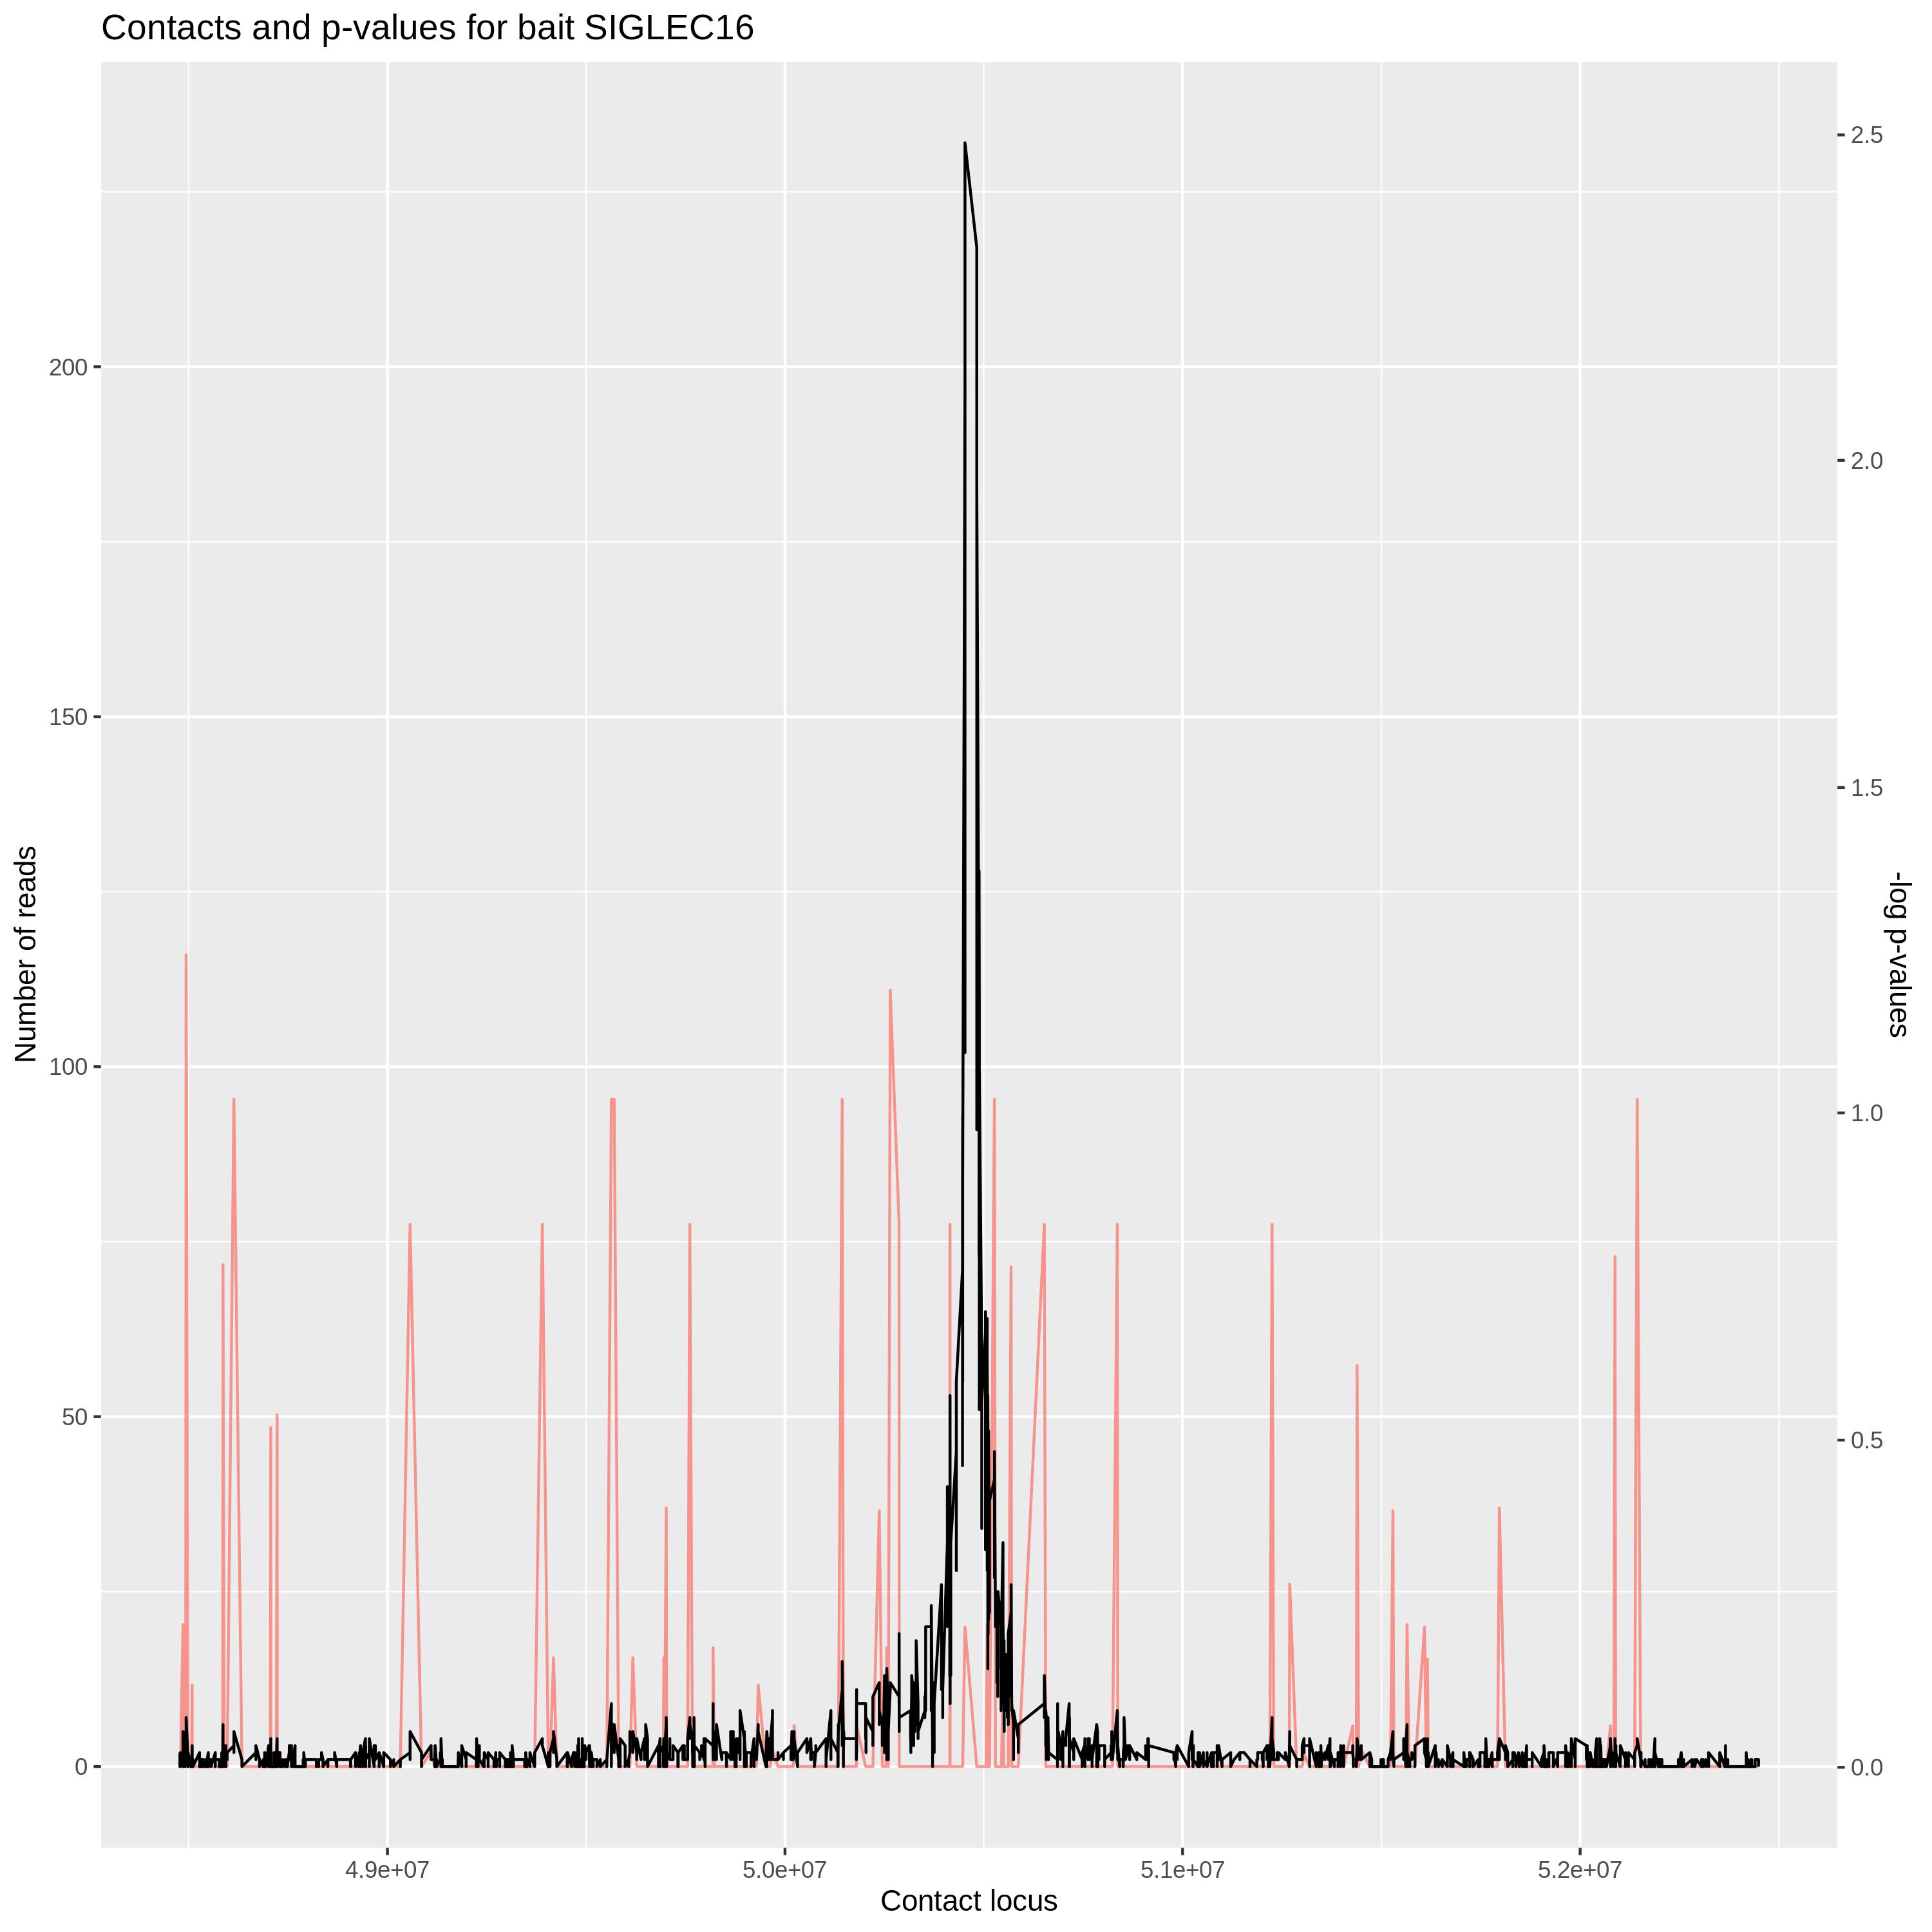 Contacts and p-values for bait SIGLEC16
Number of reads
200
150
100
50
0
2.5
2.0
1.5
1.0
0.5
0.0
-log p-values
4.9e+07
5.0e+07
5.1e+07
5.2e+07
Contact locus